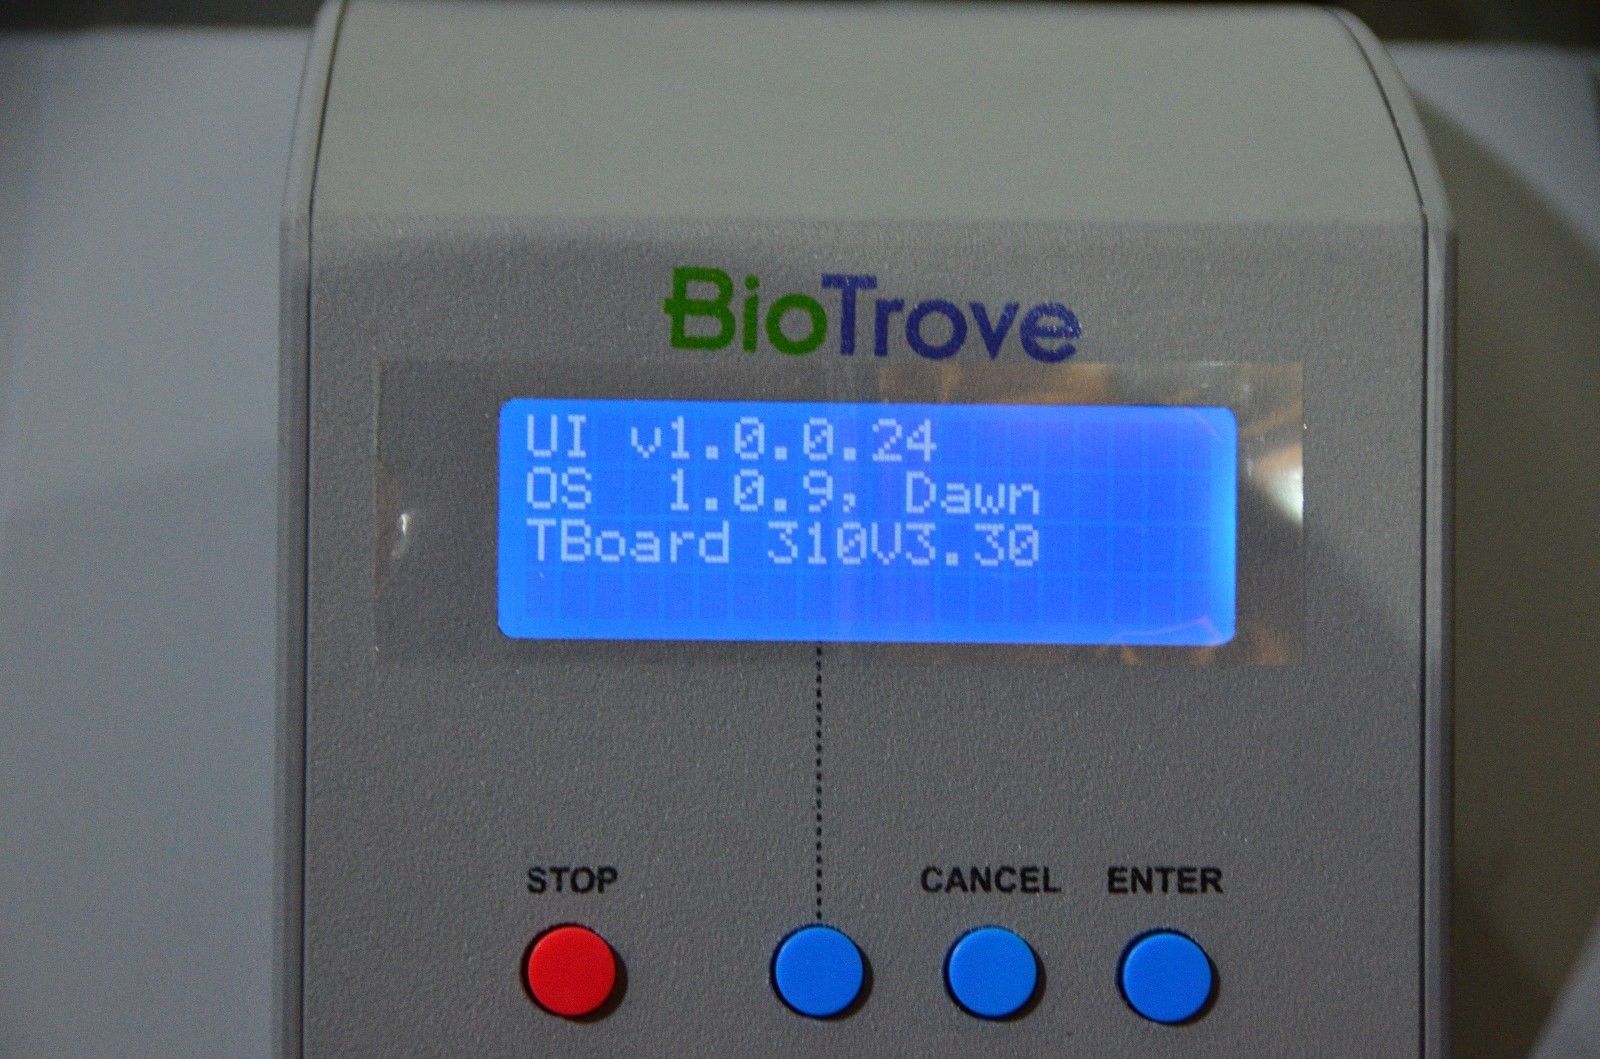 BioTrove
UI v1.0.0.24
OS  1.0.9, Dawn
TBoard 310V3.30
STOP
CANCEL
ENTER